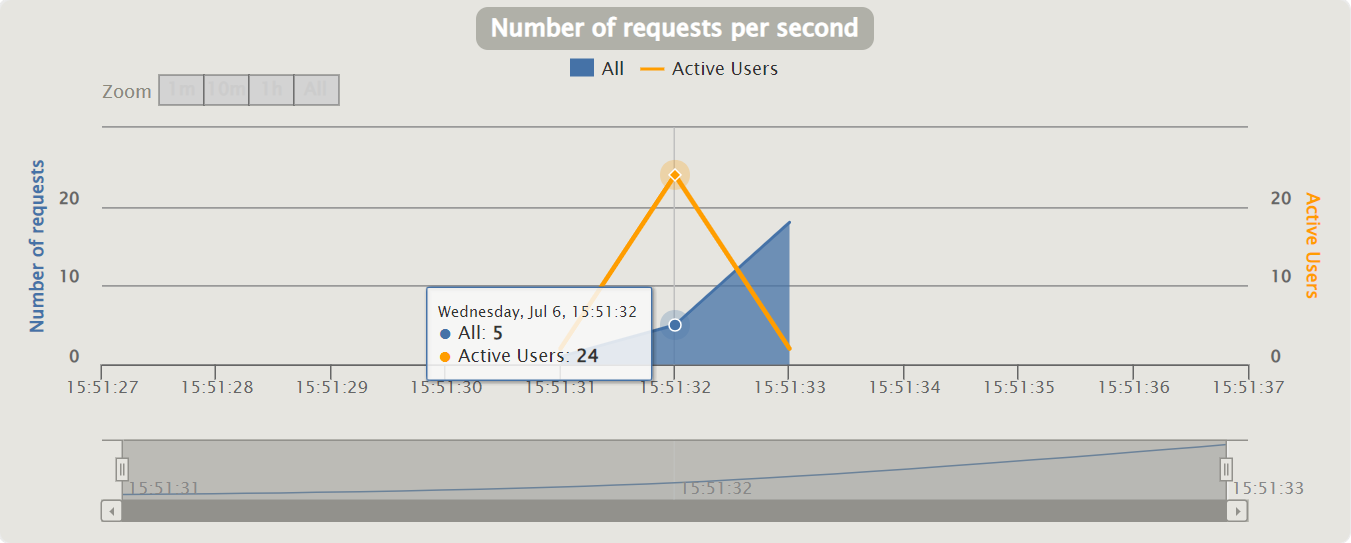 Number of requests per second
All Active Users
Zoom 1m 10m 1h All
Number of requests
20
10
0
20
10
0
Active Users
Wednesday, Jul 6, 15:51:32
All: 5
Active Users: 24
15:51:27 15:51:28 15:51:29 15:51:30 15:51:31 15:51:32 15:51:33 15:51:34 15:51:35 15:51:36 15:51:37
15:51:31 15:51:32 15:51:33